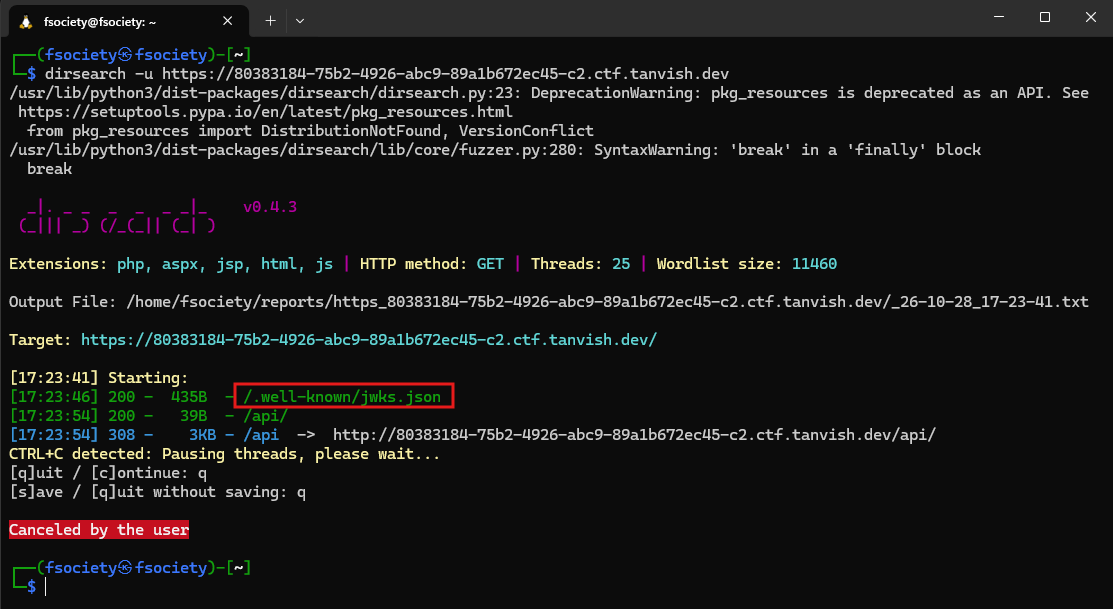 fsociety@fsociety: ~
┌──(fsociety㉿fsociety)-[~]
└─$ dirsearch -u https://80383184-75b2-4926-abc9-89a1b672ec45-c2.ctf.tanvish.dev
/usr/lib/python3/dist-packages/dirsearch/dirsearch.py:23: DeprecationWarning: pkg_resources is deprecated as an API. See
 https://setuptools.pypa.io/en/latest/pkg_resources.html
  from pkg_resources import DistributionNotFound, VersionConflict
/usr/lib/python3/dist-packages/dirsearch/lib/core/fuzzer.py:280: SyntaxWarning: 'break' in a 'finally' block
  break
  _|. _ _  _  _  _ _|_    v0.4.3
 (_||| _) (/_(_|| (_| )
Extensions: php, aspx, jsp, html, js | HTTP method: GET | Threads: 25 | Wordlist size: 11460
Output File: /home/fsociety/reports/https_80383184-75b2-4926-abc9-89a1b672ec45-c2.ctf.tanvish.dev/_26-10-28_17-23-41.txt
Target: https://80383184-75b2-4926-abc9-89a1b672ec45-c2.ctf.tanvish.dev/
[17:23:41] Starting:
[17:23:46] 200 -  435B  - /.well-known/jwks.json
[17:23:54] 200 -   39B  - /api/
[17:23:54] 308 -    3KB - /api  ->  http://80383184-75b2-4926-abc9-89a1b672ec45-c2.ctf.tanvish.dev/api/
CTRL+C detected: Pausing threads, please wait...
[q]uit / [c]ontinue: q
[s]ave / [q]uit without saving: q
Canceled by the user
┌──(fsociety㉿fsociety)-[~]
└─$